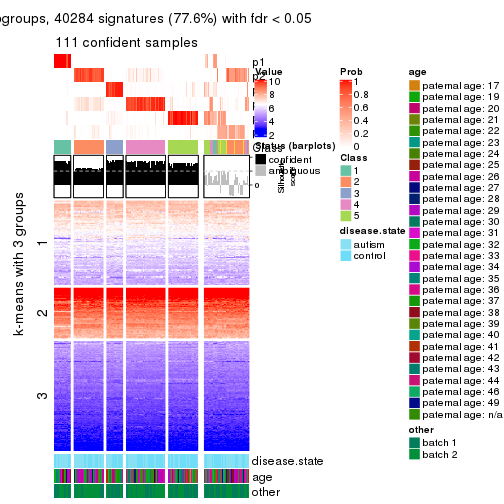 groups, 40284 signatures (77.6%) with fdr < 0.05
111 confident samples
k-means with 3 groups
1
2
3
p1
p2
Class
Silhouette score
0
disease.state
age
other
Value
10
8
6
4
2
Status (barplots)
confident
ambiguous
Prob
1
0.8
0.6
0.4
0.2
0
Class
1
2
3
4
5
disease.state
autism
control
age
paternal age: 17
paternal age: 19
paternal age: 20
paternal age: 21
paternal age: 22
paternal age: 23
paternal age: 24
paternal age: 25
paternal age: 26
paternal age: 27
paternal age: 28
paternal age: 29
paternal age: 30
paternal age: 31
paternal age: 32
paternal age: 33
paternal age: 34
paternal age: 35
paternal age: 36
paternal age: 37
paternal age: 38
paternal age: 39
paternal age: 40
paternal age: 41
paternal age: 42
paternal age: 43
paternal age: 44
paternal age: 46
paternal age: 49
paternal age: n/a
other
batch 1
batch 2